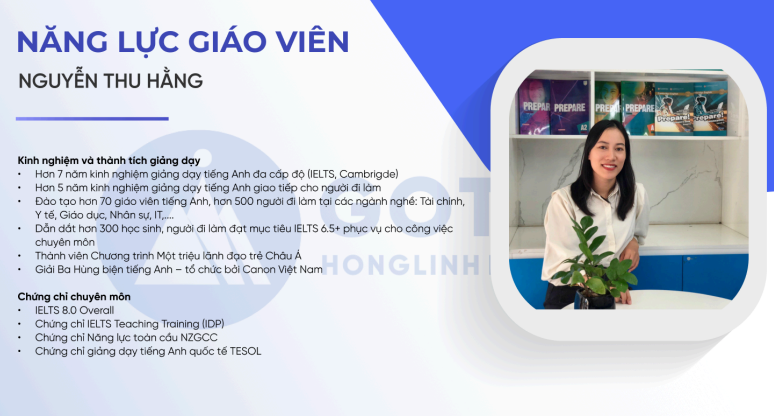 NĂNG LỰC GIÁO VIÊN
NGUYỄN THU HẰNG
Kinh nghiệm và thành tích giảng dạy
• Hơn 7 năm kinh nghiệm giảng dạy tiếng Anh đa cấp độ (IELTS, Cambrigde)
• Hơn 5 năm kinh nghiệm giảng dạy tiếng Anh giao tiếp cho người đi làm
• Đào tạo hơn 70 giáo viên tiếng Anh, hơn 500 người đi làm tại các ngành nghề: Tài chính,
Y tế, Giáo dục, Nhân sự, IT,....
• Dẫn dắt hơn 300 học sinh, người đi làm đạt mục tiêu IELTS 6.5+ phục vụ cho công việc
chuyên môn
• Thành viên Chương trình Một triệu lãnh đạo trẻ Châu Á
• Giải Ba Hùng biện tiếng Anh – tổ chức bởi Canon Việt Nam
Chứng chỉ chuyên môn
• IELTS 8.0 Overall
• Chứng chỉ IELTS Teaching Training (IDP)
• Chứng chỉ Năng lực toàn cầu NZGCC
• Chứng chỉ giảng dạy tiếng Anh quốc tế TESOL
HONGLINH
PREPARE
A2
Prepare!
Prepare!